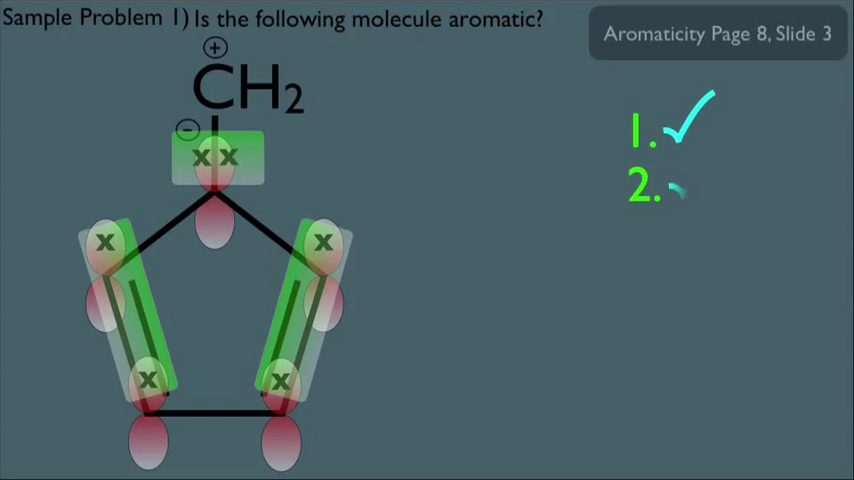 Sample Problem 1) Is the following molecule aromatic?
Aromaticity Page 8, Slide 3
+
CH2
−
x x
x x
x x
1. ✓
2.